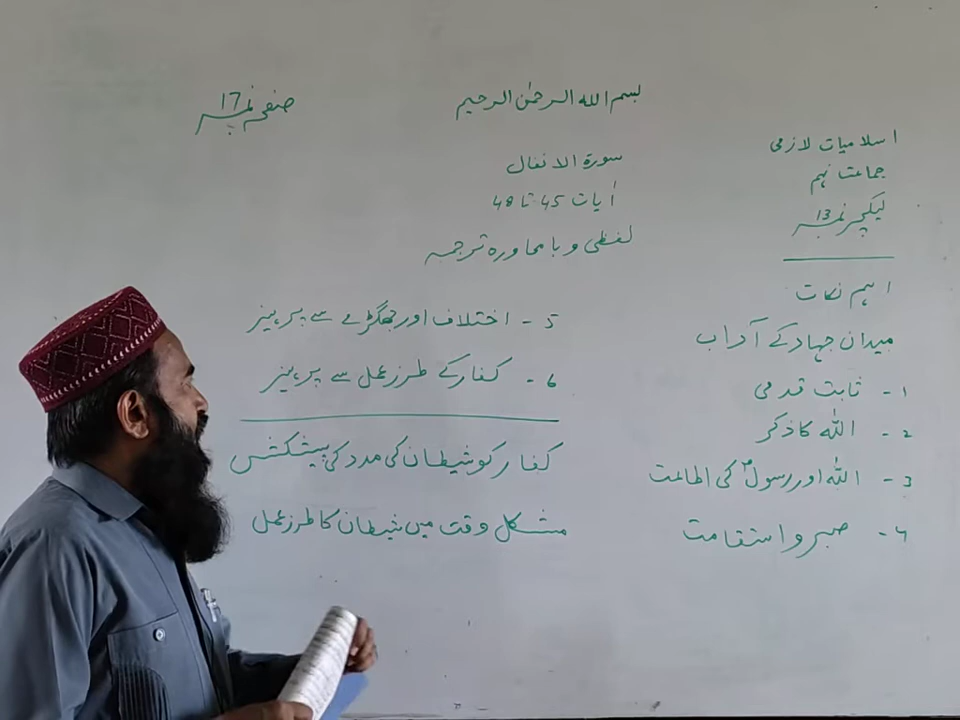 بسم اللہ الرحمٰن الرحیم
صفحہ نمبر 17
اسلامیات لازمی
جماعت نہم
لیکچر نمبر 13
سورۃ الانفال
آیات 45 تا 48
لفظی و بامحاورہ ترجمہ
اہم نکات
میدان جہاد کے آداب
1- ثابت قدمی
2- اللہ کا ذکر
3- اللہ اور رسولؐ کی اطاعت
4- صبر و استقامت
5- اختلاف اور جھگڑے سے پرہیز
6- کفار کے طرز عمل سے پرہیز
کفار کو شیطان کی مدد کی پیشکش
مشکل وقت میں شیطان کا طرز عمل